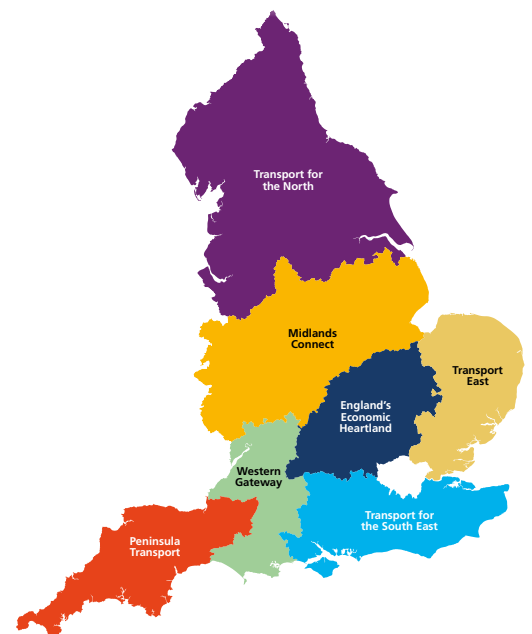 Transport for
the North
Midlands
Connect
Transport
East
England's
Economic
Heartland
Western
Gateway
Transport for
the South East
Peninsula
Transport